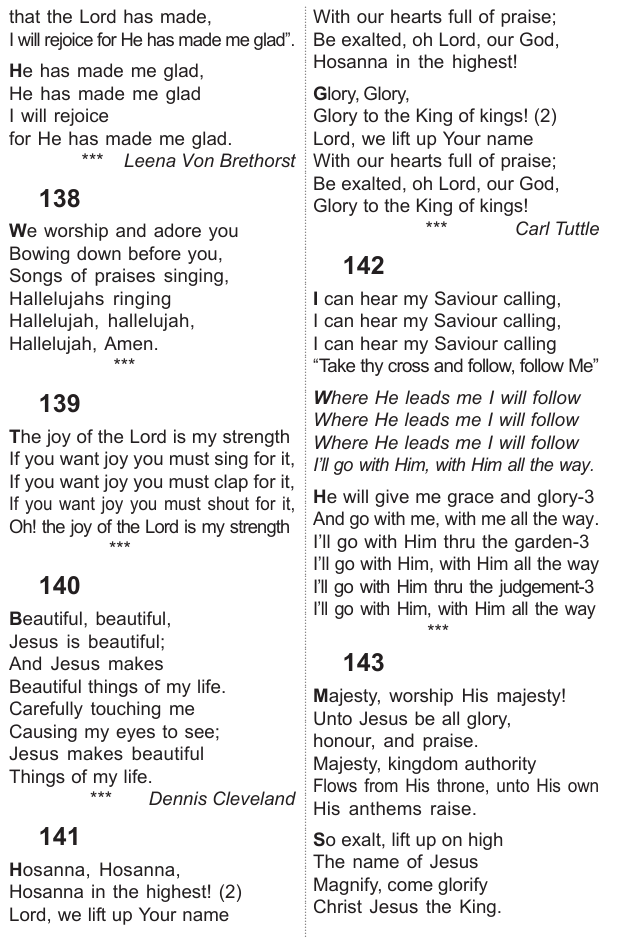 that the Lord has made,
I will rejoice for He has made me glad”.
He has made me glad,
He has made me glad
I will rejoice
for He has made me glad.
*** Leena Von Brethorst
138
We worship and adore you
Bowing down before you,
Songs of praises singing,
Hallelujahs ringing
Hallelujah, hallelujah,
Hallelujah, Amen.
***
139
The joy of the Lord is my strength
If you want joy you must sing for it,
If you want joy you must clap for it,
If you want joy you must shout for it,
Oh! the joy of the Lord is my strength
***
140
Beautiful, beautiful,
Jesus is beautiful;
And Jesus makes
Beautiful things of my life.
Carefully touching me
Causing my eyes to see;
Jesus makes beautiful
Things of my life.
*** Dennis Cleveland
141
Hosanna, Hosanna,
Hosanna in the highest! (2)
Lord, we lift up Your name
With our hearts full of praise;
Be exalted, oh Lord, our God,
Hosanna in the highest!
Glory, Glory,
Glory to the King of kings! (2)
Lord, we lift up Your name
With our hearts full of praise;
Be exalted, oh Lord, our God,
Glory to the King of kings!
*** Carl Tuttle
142
I can hear my Saviour calling,
I can hear my Saviour calling,
I can hear my Saviour calling
“Take thy cross and follow, follow Me”
Where He leads me I will follow
Where He leads me I will follow
Where He leads me I will follow
I’ll go with Him, with Him all the way.
He will give me grace and glory-3
And go with me, with me all the way.
I’ll go with Him thru the garden-3
I’ll go with Him, with Him all the way
I’ll go with Him thru the judgement-3
I’ll go with Him, with Him all the way
***
143
Majesty, worship His majesty!
Unto Jesus be all glory,
honour, and praise.
Majesty, kingdom authority
Flows from His throne, unto His own
His anthems raise.
So exalt, lift up on high
The name of Jesus
Magnify, come glorify
Christ Jesus the King.